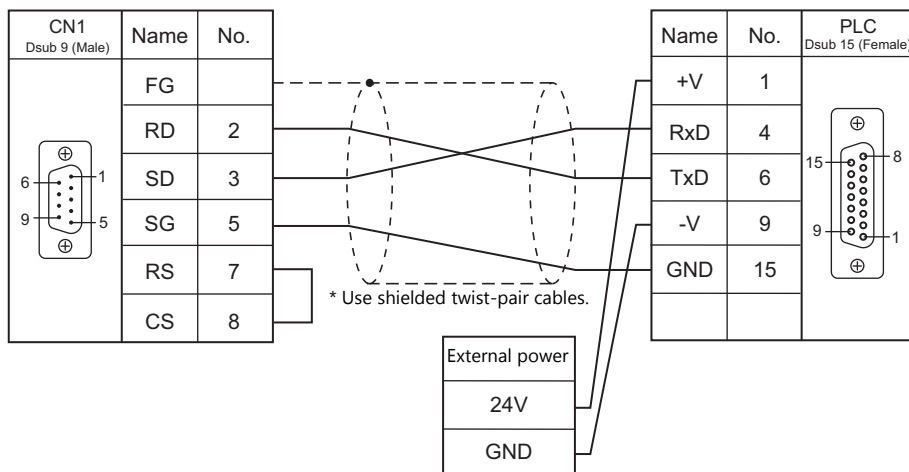 CN1
Dsub 9 (Male)
Name
No.
FG
RD
2
SD
3
SG
5
RS
7
CS
8
6
1
9
5
* Use shielded twist-pair cables.
Name
No.
PLC
Dsub 15 (Female)
+V
1
RxD
4
TxD
6
-V
9
GND
15
15
8
9
1
External power
24V
GND